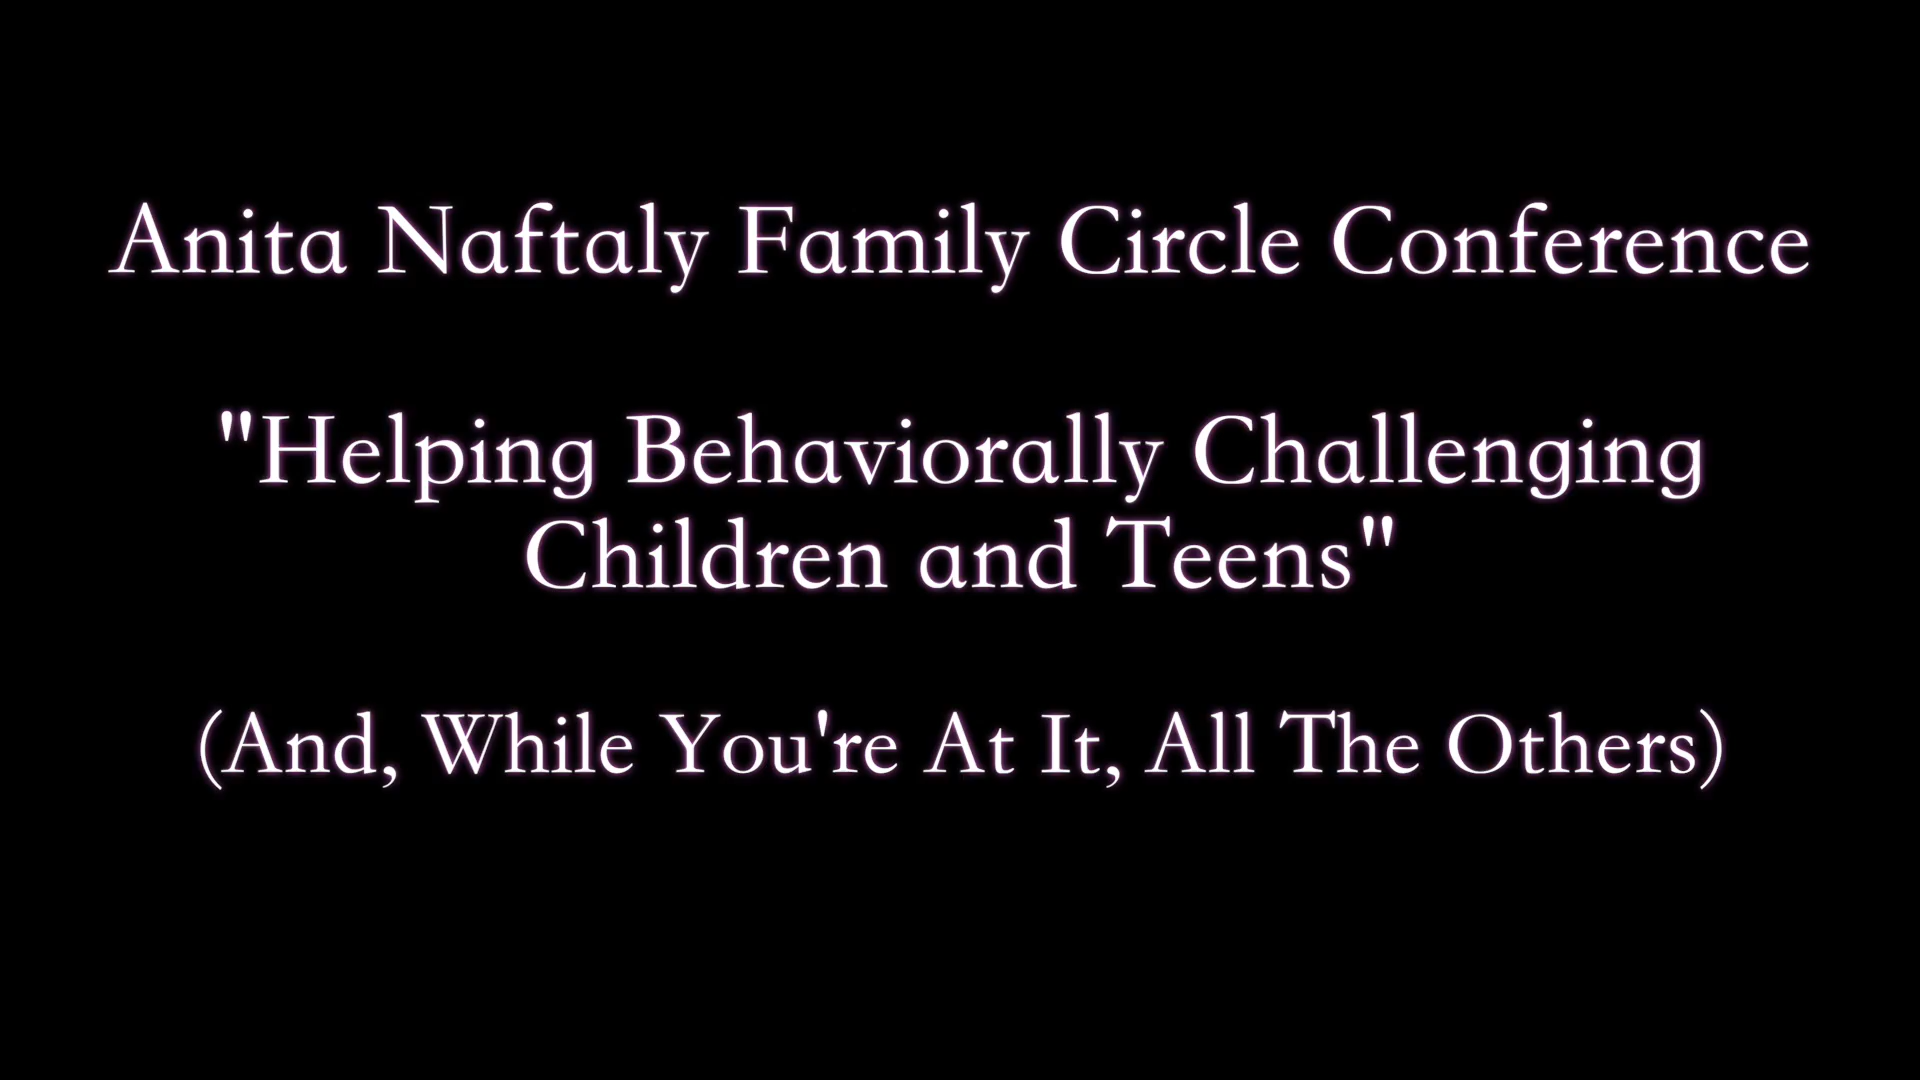 Anita Naftaly Family Circle Conference
"Helping Behaviorally Challenging
Children and Teens"
(And, While You're At It, All The Others)